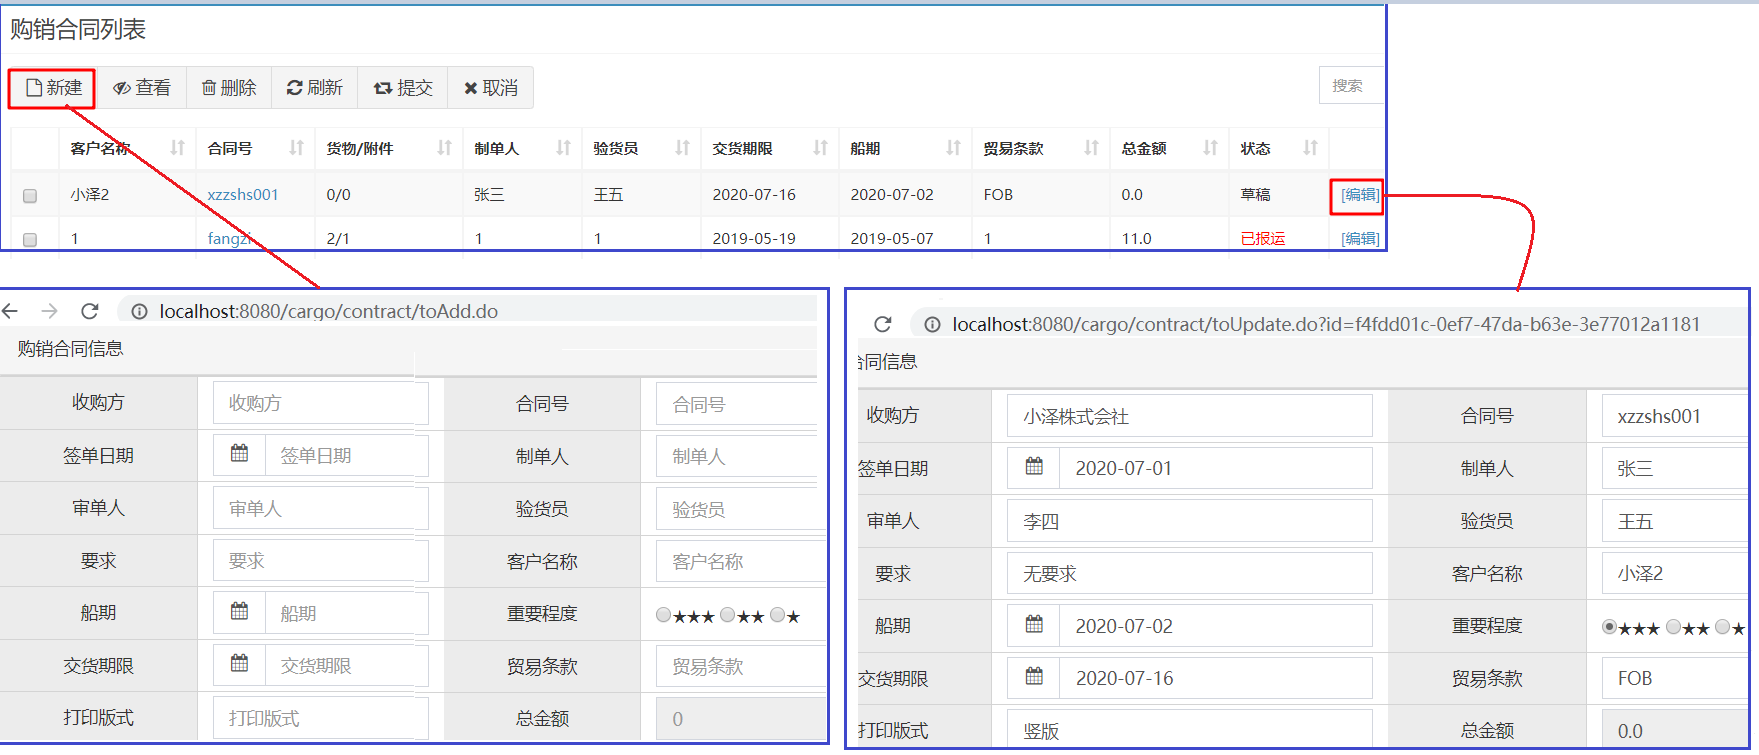 购销合同列表
新建 查看 删除 刷新 提交 取消 搜索
客户名称 合同号 货物/附件 制单人 验货员 交货期限 船期 贸易条款 总金额 状态
小泽2 xzzshs001 0/0 张三 王五 2020-07-16 2020-07-02 FOB 0.0 草稿 [编辑]
1 fangzi 2/1 1 1 2019-05-19 2019-05-07 1 11.0 已报运 [编辑]
localhost:8080/cargo/contract/toAdd.do
购销合同信息
收购方 收购方 合同号 合同号
签单日期 签单日期 制单人 制单人
审单人 审单人 验货员 验货员
要求 要求 客户名称 客户名称
船期 船期 重要程度 ★★★ ★★ ★
交货期限 交货期限 贸易条款 贸易条款
打印版式 打印版式 总金额 0
localhost:8080/cargo/contract/toUpdate.do?id=f4fdd01c-0ef7-47da-b63e-3e77012a1181
合同信息
收购方 小泽株式会社 合同号 xzzshs001
签单日期 2020-07-01 制单人 张三
审单人 李四 验货员 王五
要求 无要求 客户名称 小泽2
船期 2020-07-02 重要程度 ★★★ ★★ ★
交货期限 2020-07-16 贸易条款 FOB
打印版式 竖版 总金额 0.0